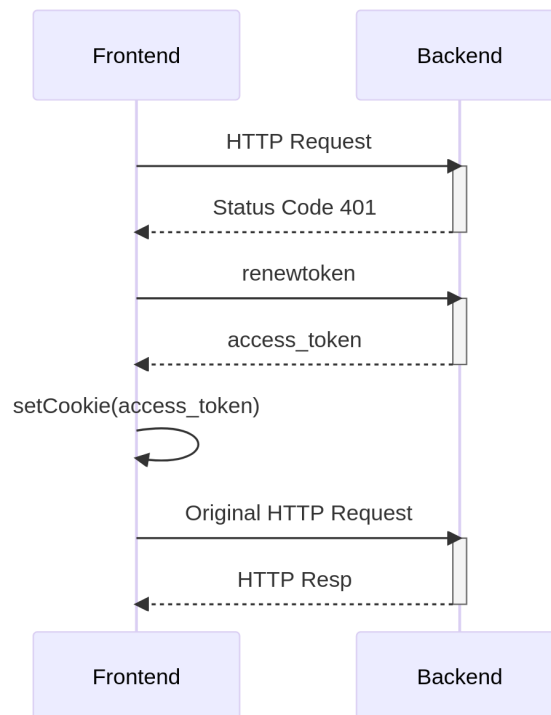 Frontend
Backend
HTTP Request
Status Code 401
renewtoken
access_token
setCookie(access_token)
Original HTTP Request
HTTP Resp
Frontend
Backend